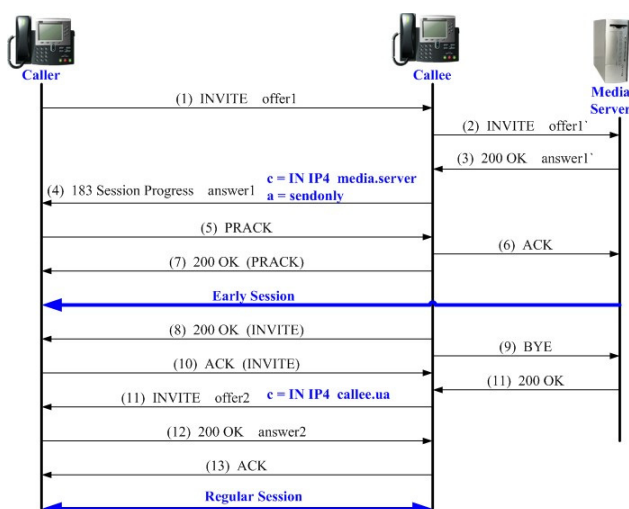 Caller
Callee
Media
Server
(1) INVITE offer1
(2) INVITE offer1`
(3) 200 OK answer1`
c = IN IP4 media.server
(4) 183 Session Progress answer1
a = sendonly
(5) PRACK
(6) ACK
(7) 200 OK (PRACK)
Early Session
(8) 200 OK (INVITE)
(9) BYE
(10) ACK (INVITE)
(11) 200 OK
(11) INVITE offer2 c = IN IP4 callee.ua
(12) 200 OK answer2
(13) ACK
Regular Session